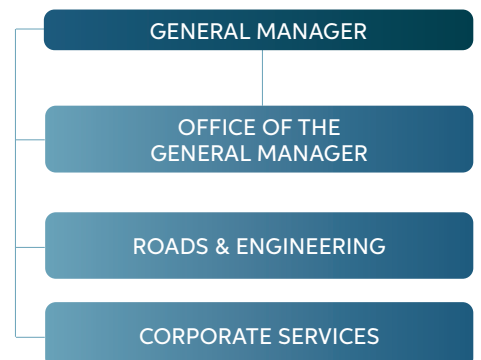 GENERAL MANAGER
OFFICE OF THE
GENERAL MANAGER
ROADS & ENGINEERING
CORPORATE SERVICES